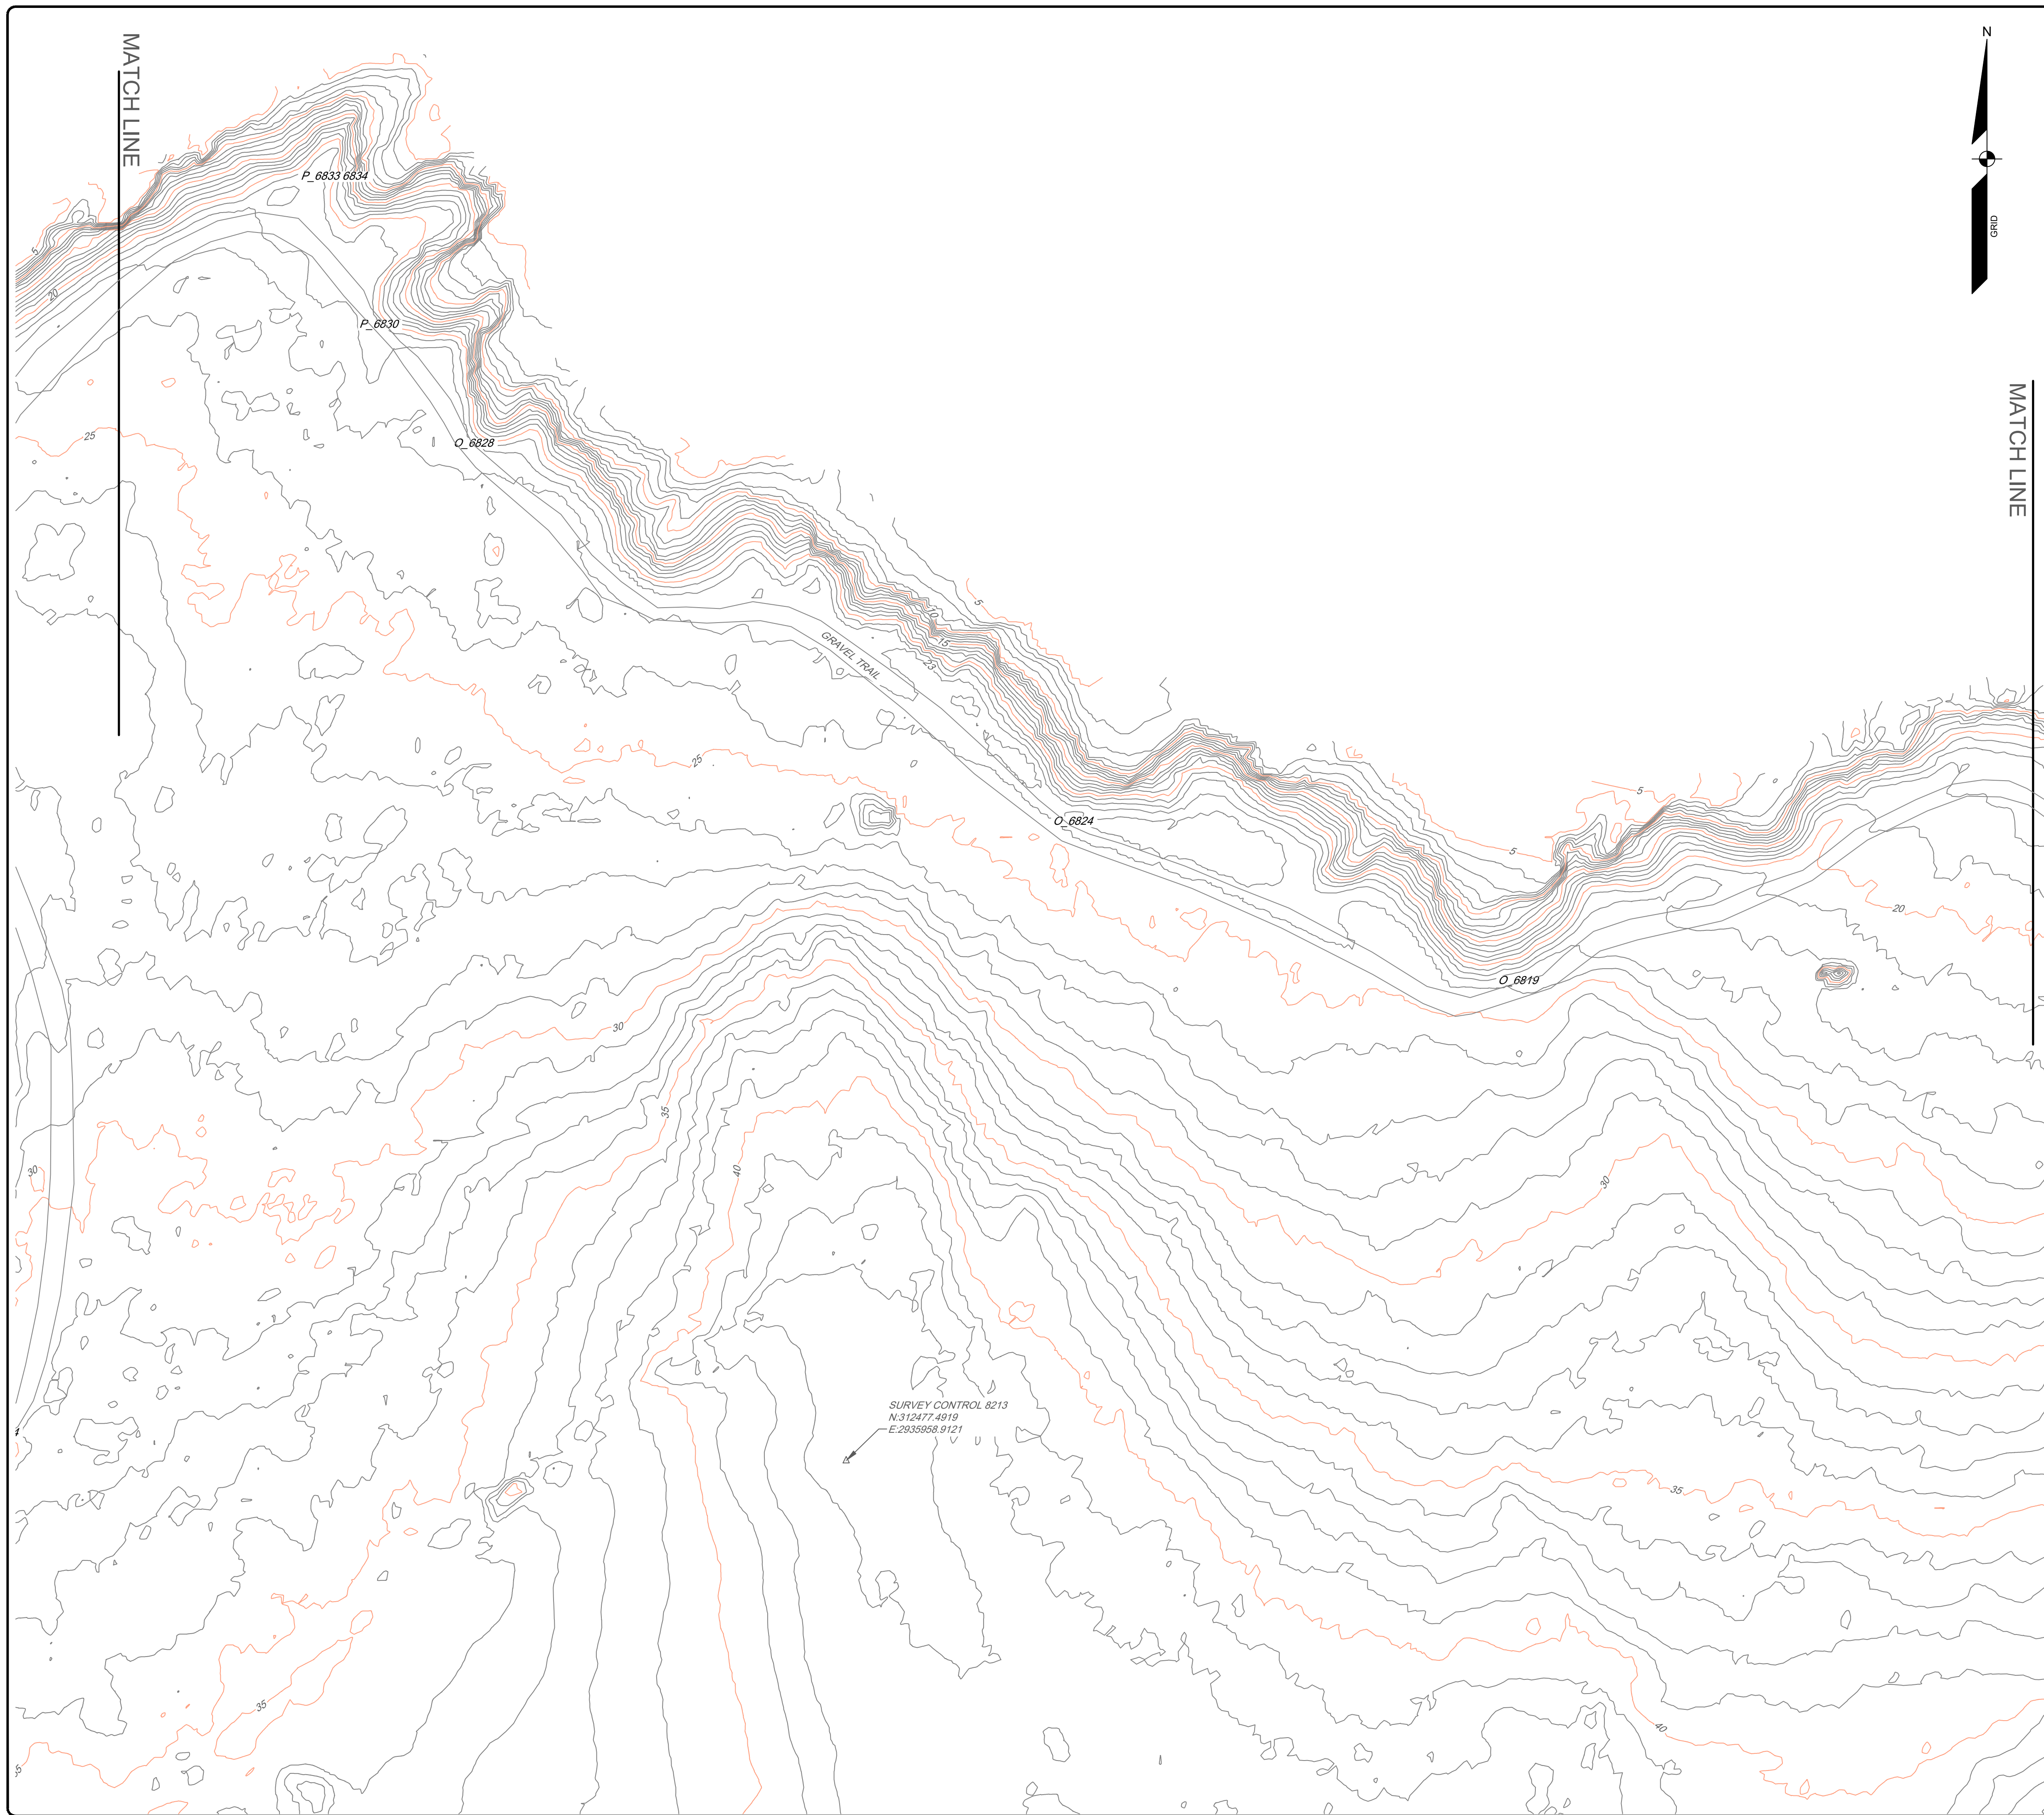 MATCH LINE
N
GRID
P_6833 6834
5
20
P_6830
MATCH LINE
25
O_6828
5
10
15
23
GRAVEL TRAIL
25
5
O_6824
5
20
O_6819
30
35
30
40
30
SURVEY CONTROL 8213
N:312477.4919
E:2935958.9121
35
35
40